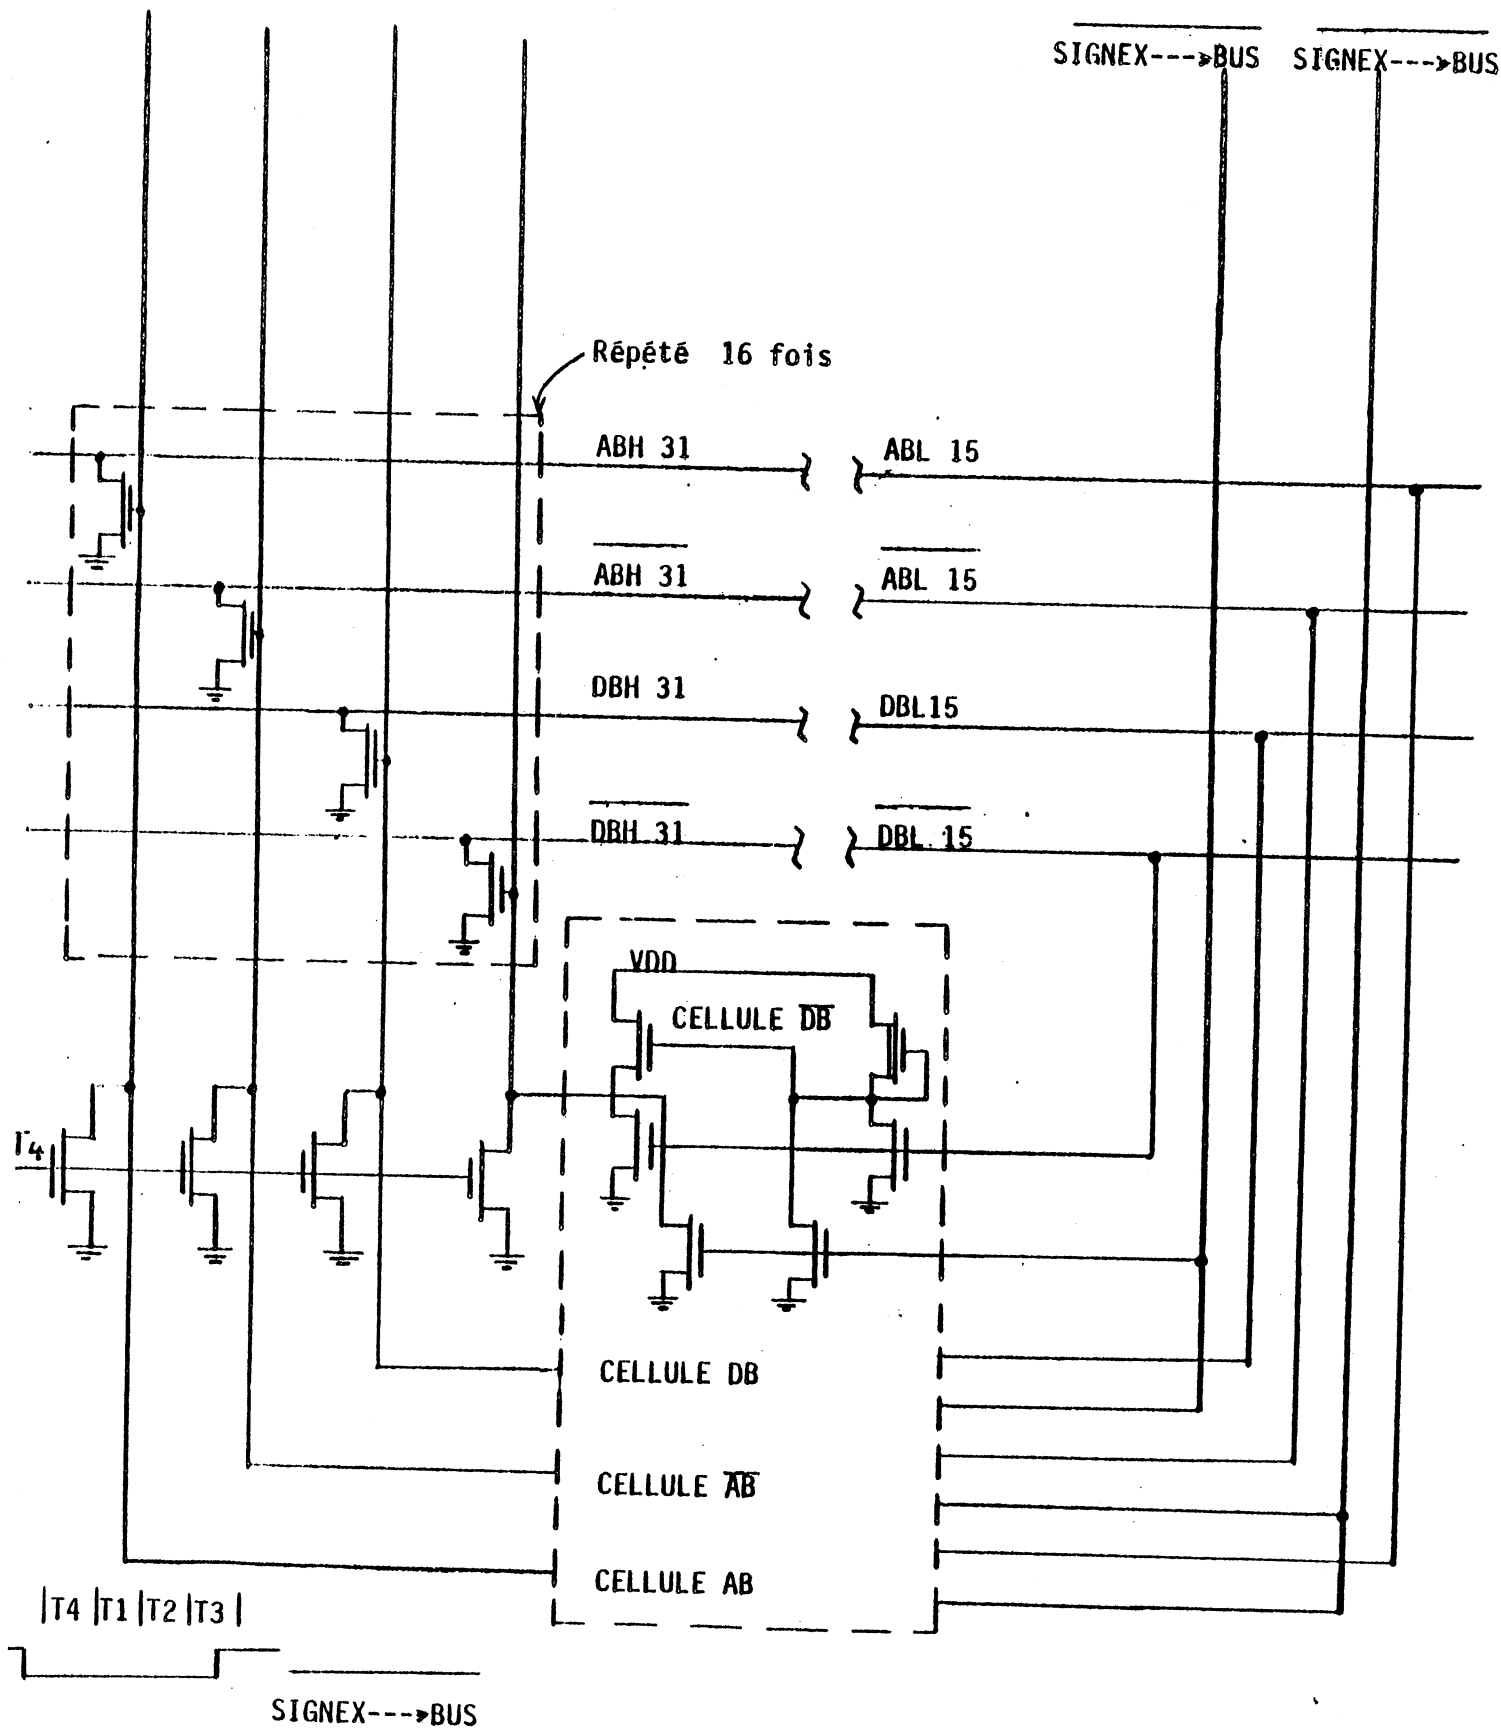 SIGNEX--->BUS SIGNEX--->BUS
Répété 16 fois
ABH 31 ABL 15
ABH 31 ABL 15
DBH 31 DBL15
DBH 31 DBL 15
VDD
CELLULE DB
T4
CELLULE DB
CELLULE AB
CELLULE AB
|T4 |T1 |T2 |T3 |
SIGNEX--->BUS